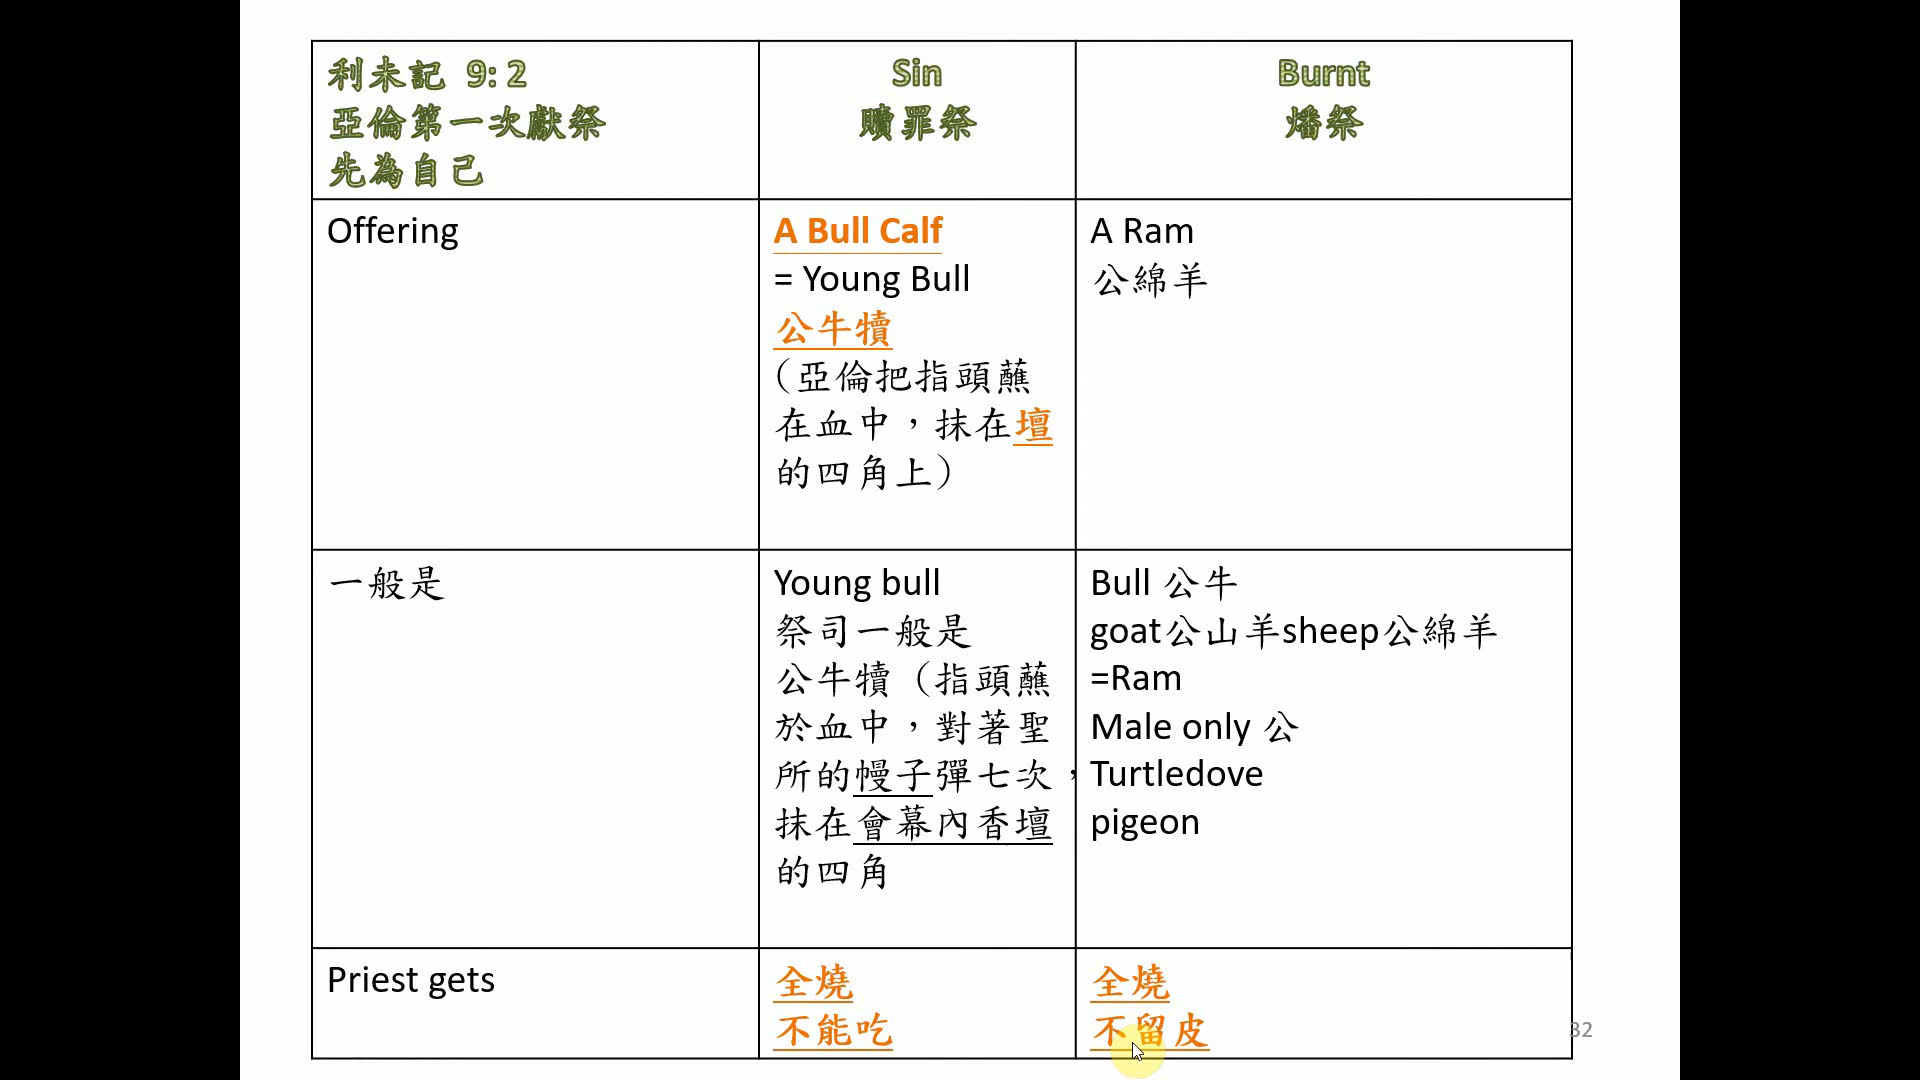 利未記 9: 2
亞倫第一次獻祭
先為自己
Sin
贖罪祭
Burnt
燔祭
Offering
A Bull Calf
= Young Bull
公牛犢
（亞倫把指頭蘸
在血中，抹在壇
的四角上）
A Ram
公綿羊
一般是
Young bull
祭司一般是
公牛犢（指頭蘸
於血中，對著聖
所的幔子彈七次，
抹在會幕內香壇
的四角
Bull 公牛
goat公山羊sheep公綿羊
=Ram
Male only 公
Turtledove
pigeon
Priest gets
全燒
不能吃
全燒
不留皮
32